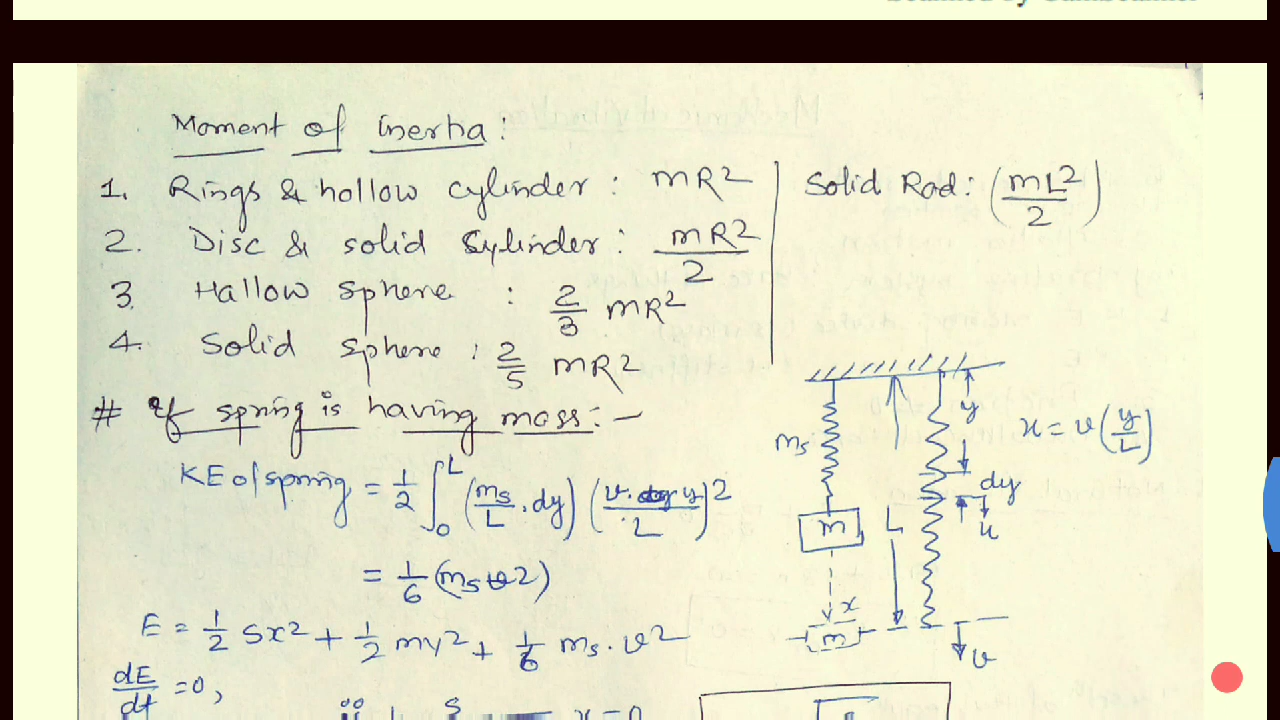 Moment of inertia:
1. Rings & hollow cylinder: mR² | Solid Rod: (mL²/2)
2. Disc & solid Sylinder: mR²/2
3. Hallow sphere : 2/3 mR²
4. Solid sphere : 2/5 mR²
# If spring is having mass:-
KE of spring = 1/2 ∫₀ᴸ (ms/L . dy) (v. y/L)²
= 1/6 (ms v2)
E = 1/2 Sx² + 1/2 mv² + 1/6 ms. v²
dE/dt = 0,
ms
m
x
m
L
y
u = v (y/L)
dy
u
v